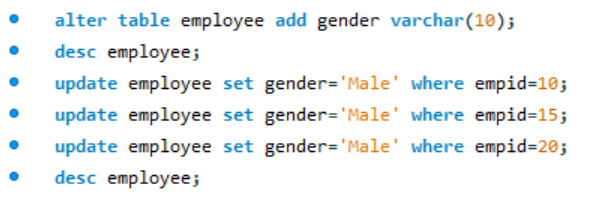 alter table employee add gender varchar(10);
desc employee;
update employee set gender='Male' where empid=10;
update employee set gender='Male' where empid=15;
update employee set gender='Male' where empid=20;
desc employee;